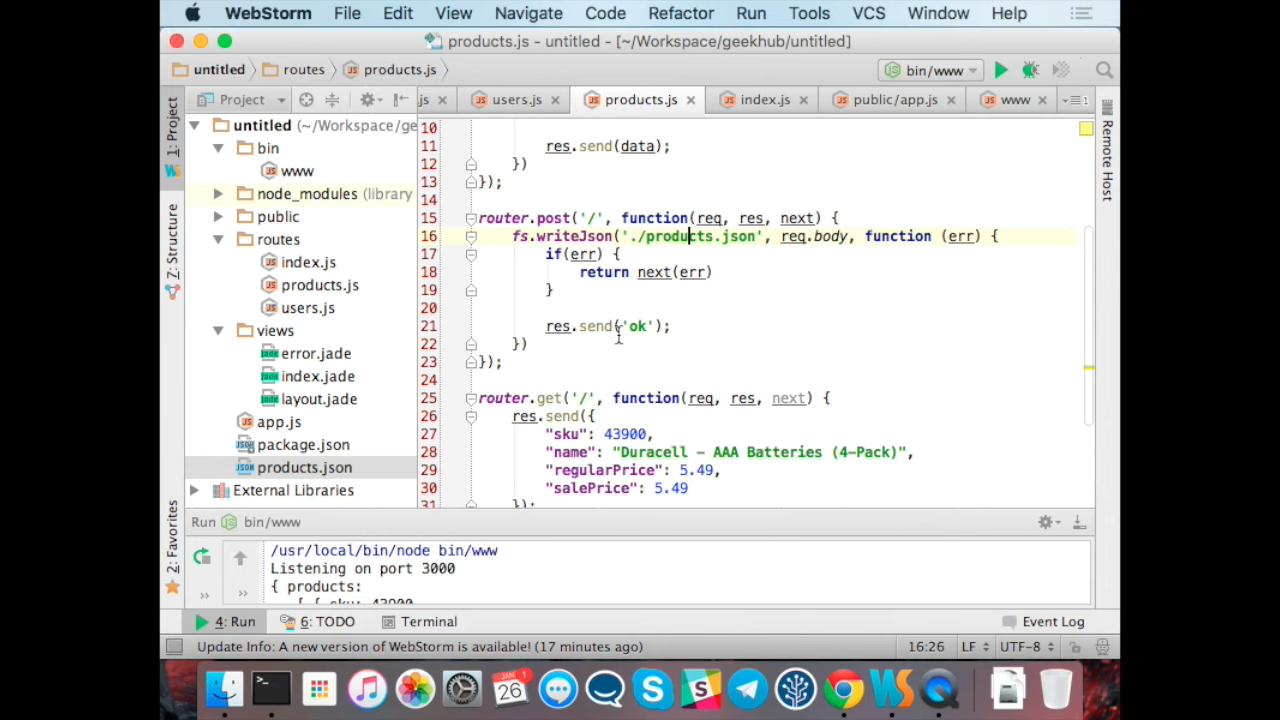 WebStorm File Edit View Navigate Code Refactor Run Tools VCS Window Help
products.js - untitled - [~/Workspace/geekhub/untitled]
untitled routes products.js bin/www
Project .js users.js products.js index.js public/app.js www 1
1: Project
7: Structure
2: Favorites
untitled (~/Workspace/ge
bin
www
node_modules (library
public
routes
index.js
products.js
users.js
views
error.jade
index.jade
layout.jade
app.js
package.json
products.json
External Libraries
10
11 res.send(data);
12 })
13 });
14
15 router.post('/', function(req, res, next) {
16 fs.writeJson('./products.json', req.body, function (err) {
17 if(err) {
18 return next(err)
19 }
20
21 res.send('ok');
22 })
23 });
24
25 router.get('/', function(req, res, next) {
26 res.send({
27 "sku": 43900,
28 "name": "Duracell - AAA Batteries (4-Pack)",
29 "regularPrice": 5.49,
30 "salePrice": 5.49
31 });
Remote Host
Run bin/www
/usr/local/bin/node bin/www
Listening on port 3000
{ products:
[ { sku: 43900
4: Run 6: TODO Terminal Event Log
Update Info: A new version of WebStorm is available! (17 minutes ago) 16:26 LF UTF-8
JAN
26
1